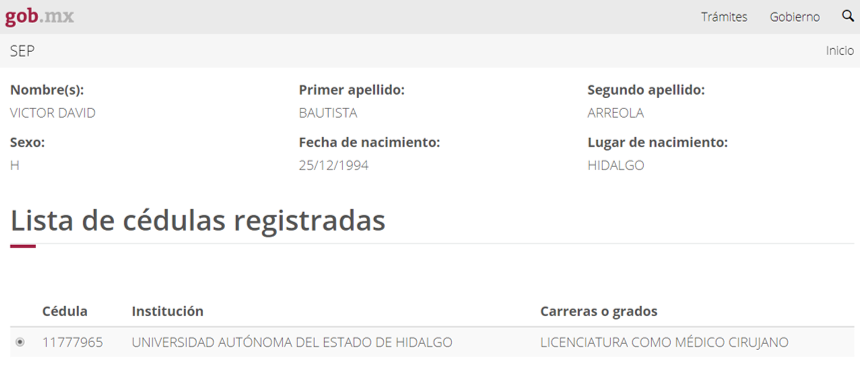 gob.mx Trámites Gobierno
SEP Inicio
Nombre(s): Primer apellido: Segundo apellido:
VICTOR DAVID BAUTISTA ARREOLA
Sexo: Fecha de nacimiento: Lugar de nacimiento:
H 25/12/1994 HIDALGO
Lista de cédulas registradas
Cédula Institución Carreras o grados
11777965 UNIVERSIDAD AUTÓNOMA DEL ESTADO DE HIDALGO LICENCIATURA COMO MÉDICO CIRUJANO